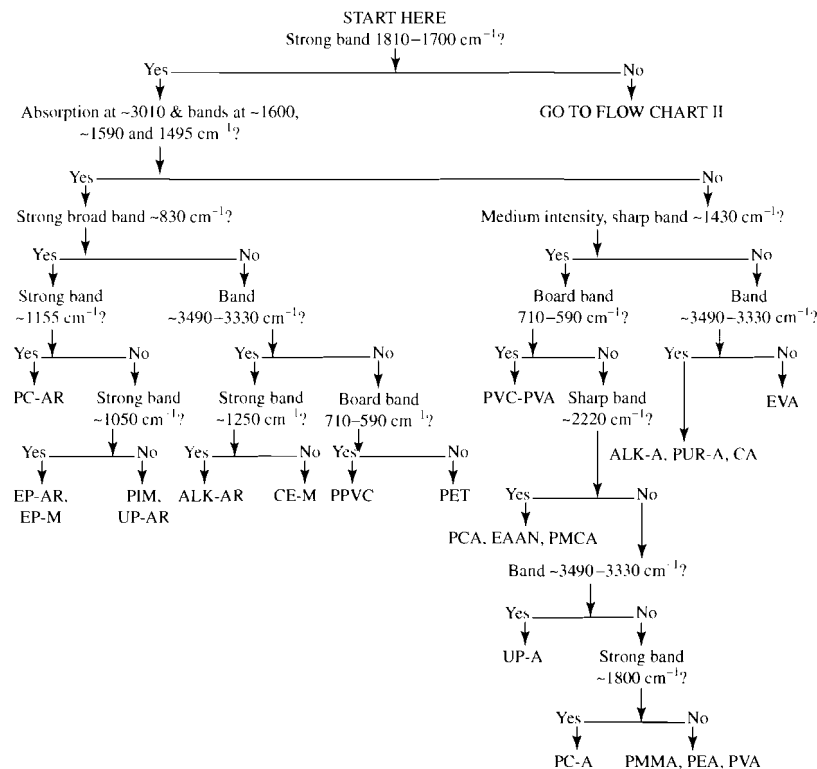 START HERE
Strong band 1810–1700 cm⁻¹?
Yes No
Absorption at ~3010 & bands at ~1600, GO TO FLOW CHART II
~1590 and 1495 cm⁻¹?
Yes No
Strong broad band ~830 cm⁻¹? Medium intensity, sharp band ~1430 cm⁻¹?
Yes No Yes No
Strong band Band Board band Band
~1155 cm⁻¹? ~3490–3330 cm⁻¹? 710–590 cm⁻¹? ~3490–3330 cm⁻¹?
Yes No Yes No Yes No Yes No
PC-AR Strong band Strong band Board band PVC-PVA Sharp band EVA
~1050 cm⁻¹? ~1250 cm⁻¹? 710–590 cm⁻¹? ~2220 cm⁻¹?
ALK-A, PUR-A, CA
Yes No Yes No Yes No
EP-AR, PIM, ALK-AR CE-M PPVC PET
EP-M UP-AR
Yes No
PCA, EAAN, PMCA
Band ~3490–3330 cm⁻¹?
Yes No
UP-A Strong band
~1800 cm⁻¹?
Yes No
PC-A PMMA, PEA, PVA